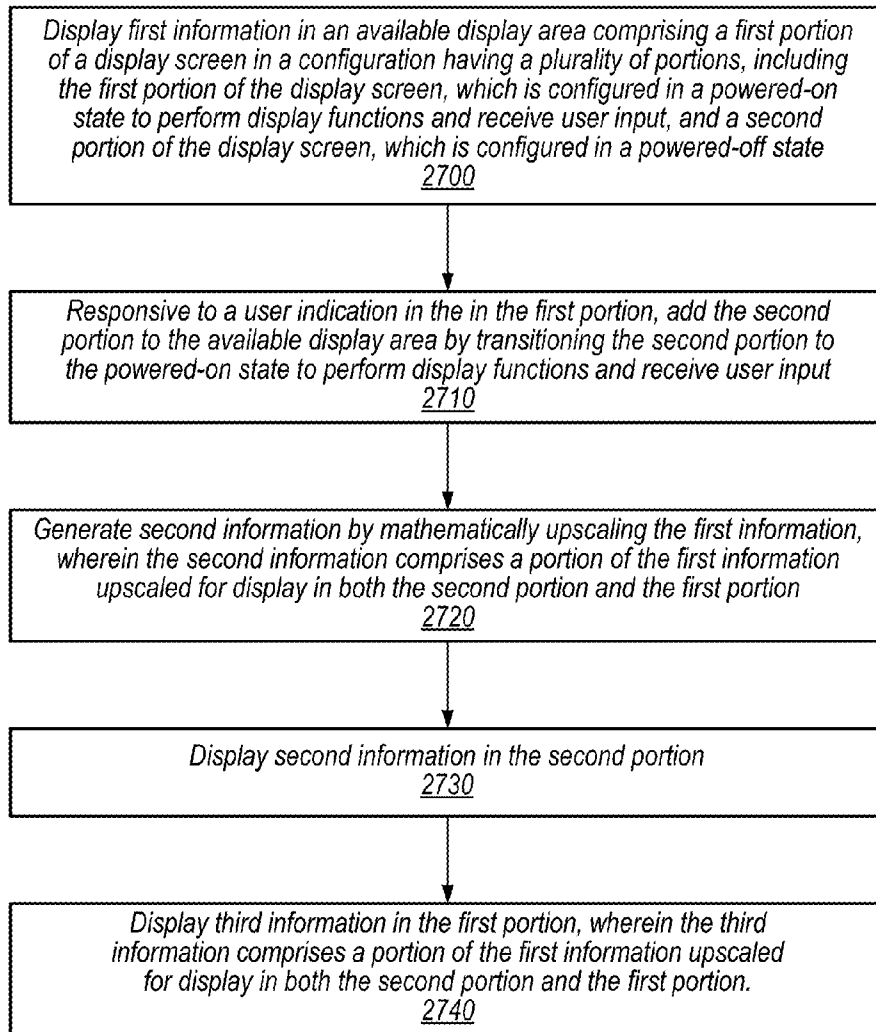 Display first information in an available display area comprising a first portion
of a display screen in a configuration having a plurality of portions, including
the first portion of the display screen, which is configured in a powered-on
state to perform display functions and receive user input, and a second
portion of the display screen, which is configured in a powered-off state
2700
Responsive to a user indication in the in the first portion, add the second
portion to the available display area by transitioning the second portion to
the powered-on state to perform display functions and receive user input
2710
Generate second information by mathematically upscaling the first information,
wherein the second information comprises a portion of the first information
upscaled for display in both the second portion and the first portion
2720
Display second information in the second portion
2730
Display third information in the first portion, wherein the third
information comprises a portion of the first information upscaled
for display in both the second portion and the first portion.
2740